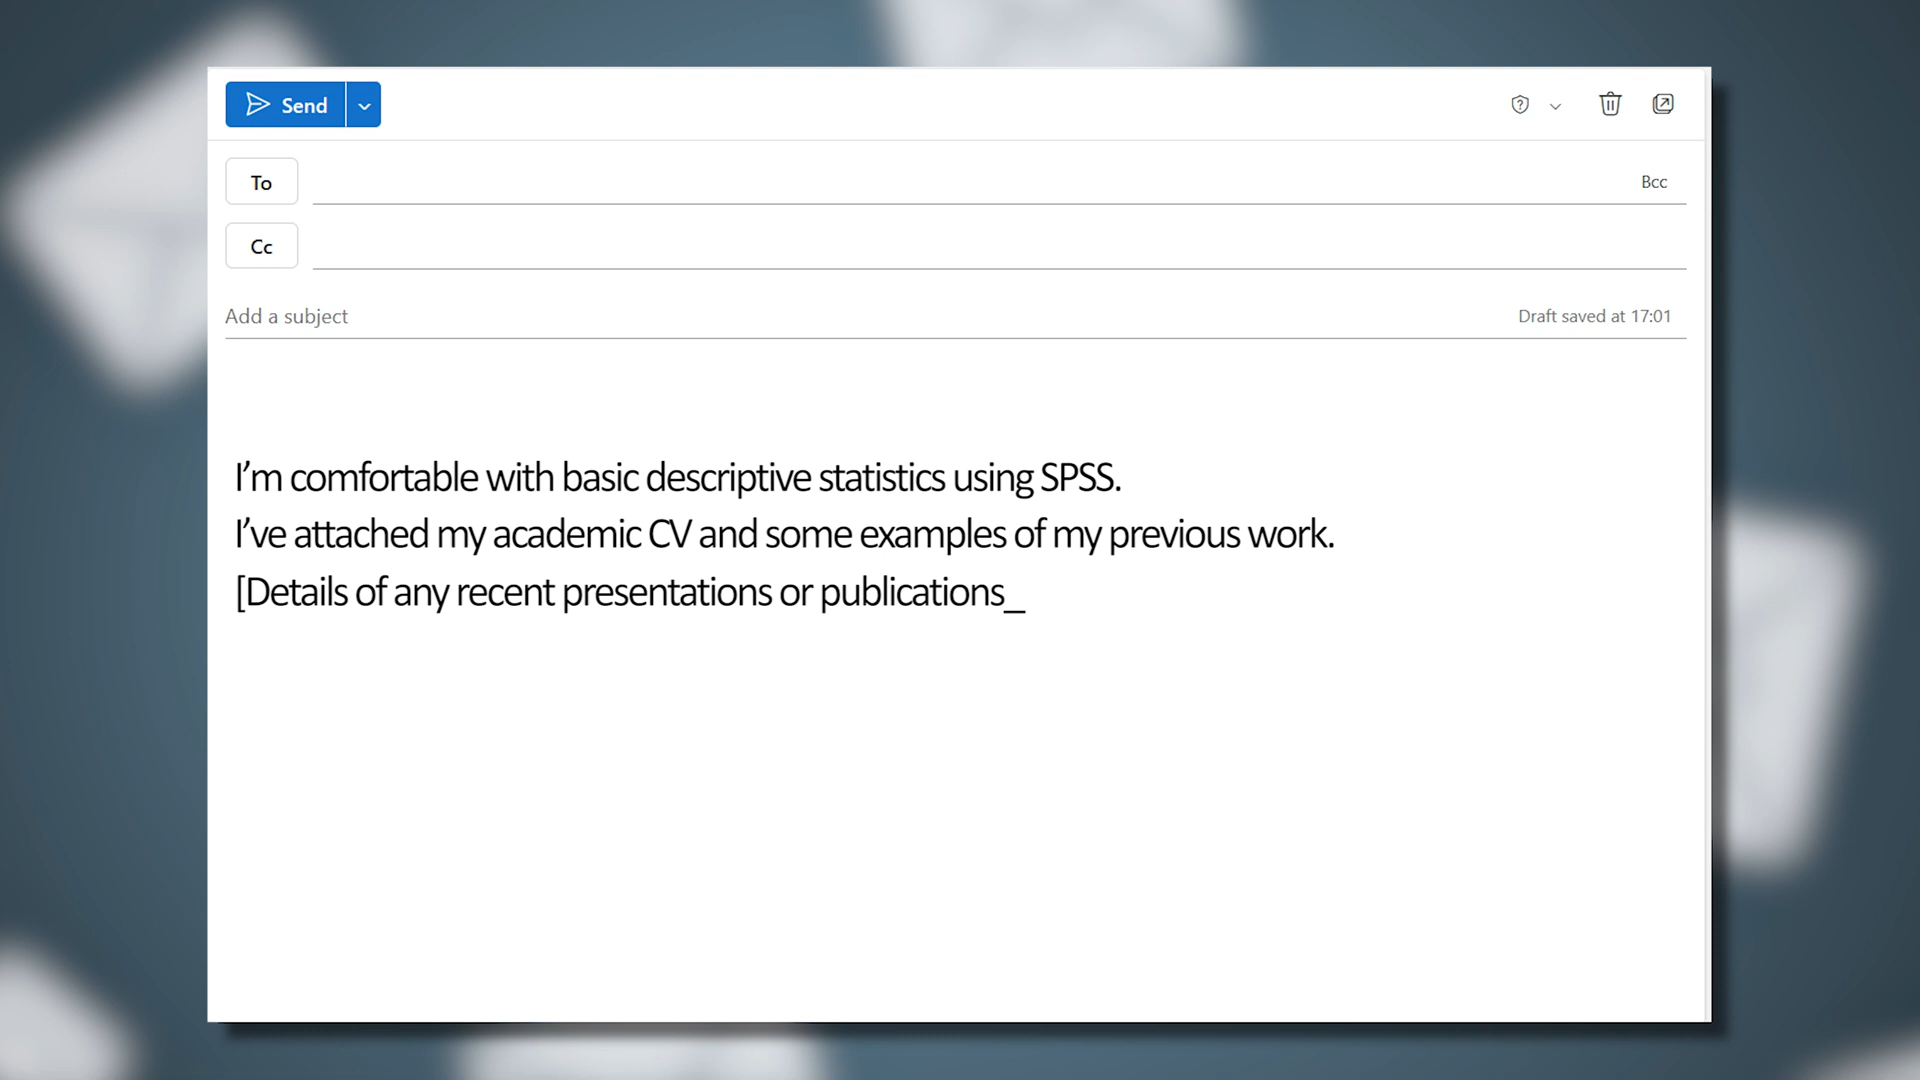 Send
To
Bcc
Cc
Add a subject
Draft saved at 17:01
I’m comfortable with basic descriptive statistics using SPSS.
I’ve attached my academic CV and some examples of my previous work.
[Details of any recent presentations or publications_